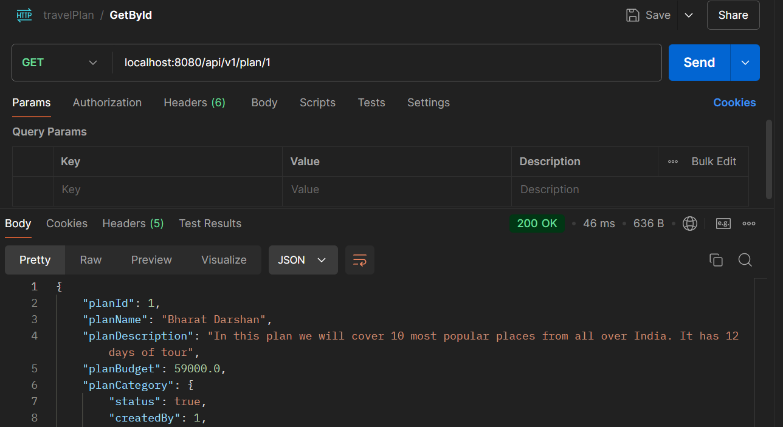 HTTP travelPlan / GetById Save Share
GET localhost:8080/api/v1/plan/1 Send
Params Authorization Headers (6) Body Scripts Tests Settings Cookies
Query Params
Key Value Description Bulk Edit
Key Value Description
Body Cookies Headers (5) Test Results 200 OK 46 ms 636 B e.g.
Pretty Raw Preview Visualize JSON
1 {
2 "planId": 1,
3 "planName": "Bharat Darshan",
4 "planDescription": "In this plan we will cover 10 most popular places from all over India. It has 12
days of tour",
5 "planBudget": 59000.0,
6 "planCategory": {
7 "status": true,
8 "createdBy": 1,